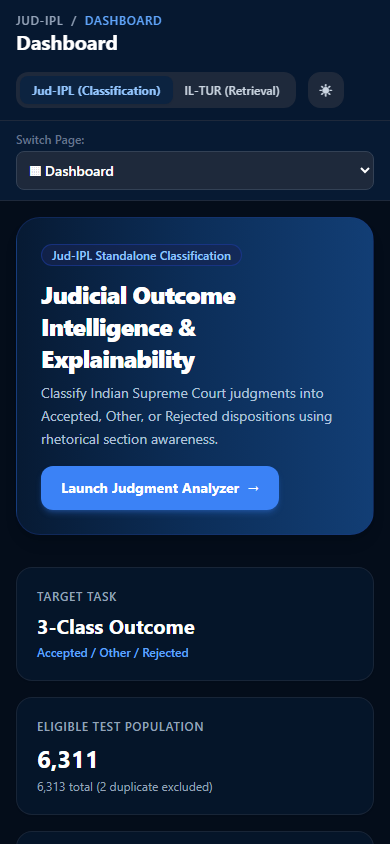 JUD-IPL / DASHBOARD
Dashboard
Jud-IPL (Classification) IL-TUR (Retrieval)
Switch Page:
Dashboard
Jud-IPL Standalone Classification
Judicial Outcome
Intelligence &
Explainability
Classify Indian Supreme Court judgments into
Accepted, Other, or Rejected dispositions using
rhetorical section awareness.
Launch Judgment Analyzer →
TARGET TASK
3-Class Outcome
Accepted / Other / Rejected
ELIGIBLE TEST POPULATION
6,311
6,313 total (2 duplicate excluded)